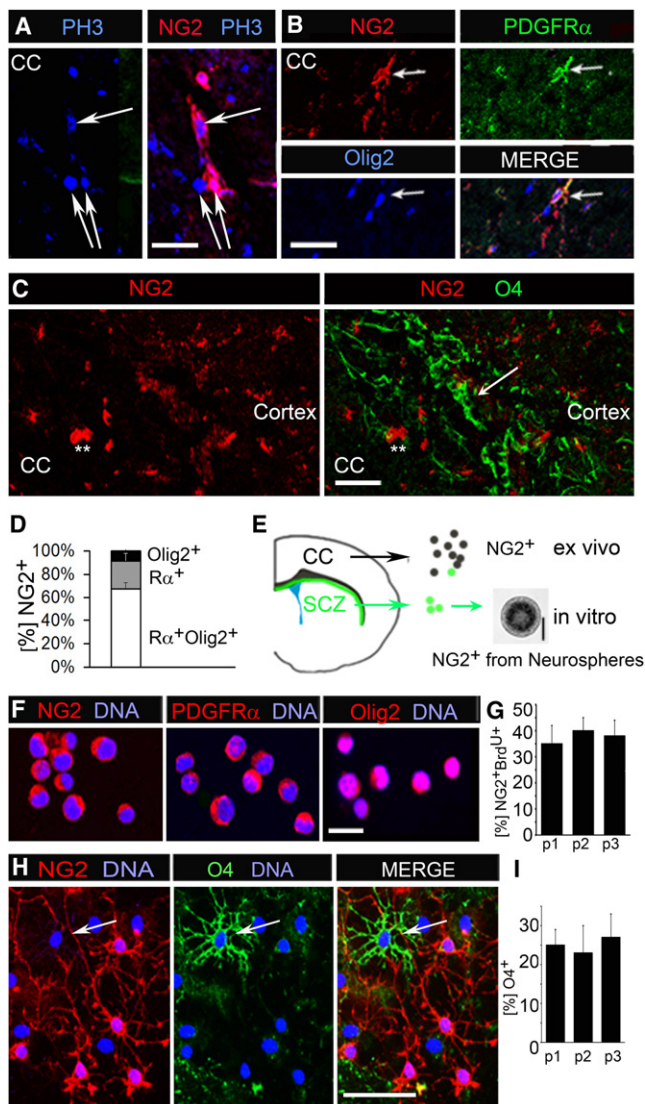 A PH3 NG2 PH3
CC
B NG2 PDGFRα
CC
Olig2 MERGE
C NG2 NG2 O4
Cortex Cortex
**
**
CC CC
D
[%] NG2+
100%
80%
60%
40%
20%
0%
Olig2+
Rα+
Rα+Olig2+
E
CC
NG2+ ex vivo
SCZ
in vitro
NG2+ from Neurospheres
F NG2 DNA PDGFRα DNA Olig2 DNA
G
[%] NG2+BrdU+
50
40
30
20
10
0
p1 p2 p3
H NG2 DNA O4 DNA MERGE
I
[%] O4+
30
20
10
0
p1 p2 p3